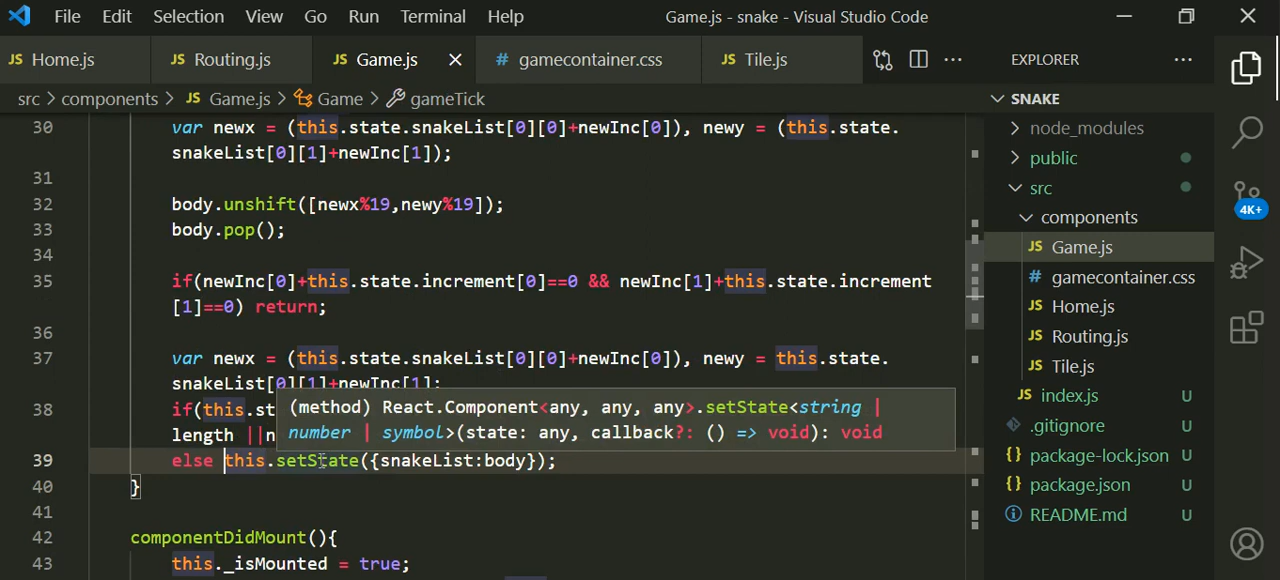 File Edit Selection View Go Run Terminal Help Game.js - snake - Visual Studio Code
JS Home.js JS Routing.js JS Game.js # gamecontainer.css JS Tile.js EXPLORER
src > components > JS Game.js > Game > gameTick
SNAKE
30 var newx = (this.state.snakeList[0][0]+newInc[0]), newy = (this.state.
snakeList[0][1]+newInc[1]);
31
32 body.unshift([newx%19,newy%19]);
33 body.pop();
34
35 if(newInc[0]+this.state.increment[0]==0 && newInc[1]+this.state.increment
[1]==0) return;
36
37 var newx = (this.state.snakeList[0][0]+newInc[0]), newy = this.state.
snakeList[0][1]+newInc[1];
38 if(this.st
length ||n
(method) React.Component<any, any, any>.setState<string |
number | symbol>(state: any, callback?: () => void): void
39 else this.setState({snakeList:body});
40 }
41
42 componentDidMount(){
43 this._isMounted = true;
node_modules
public
src
components
JS Game.js
# gamecontainer.css
JS Home.js
JS Routing.js
JS Tile.js
JS index.js U
.gitignore U
{} package-lock.json U
{} package.json U
README.md U
4K+